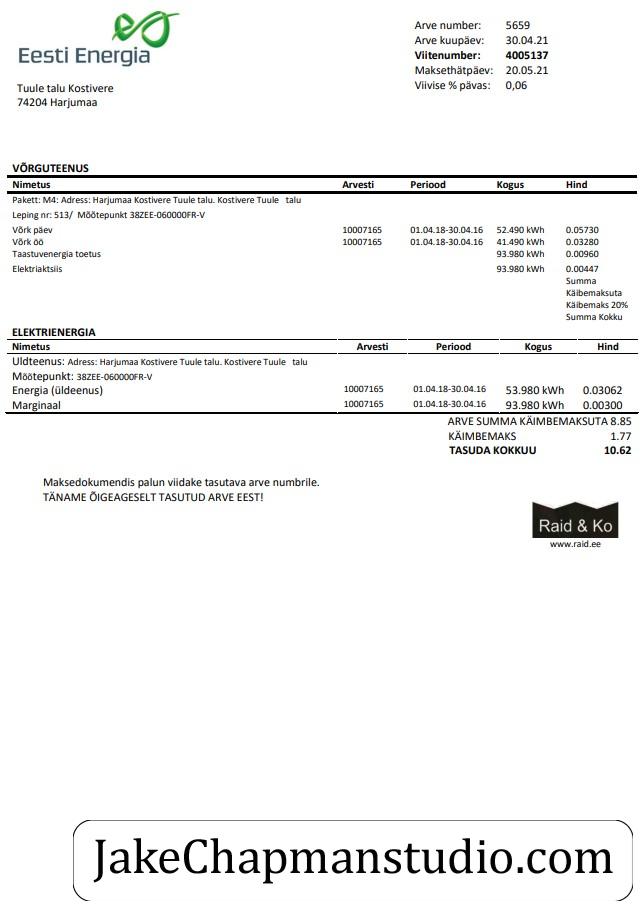 Eesti Energia
Arve number: 5659
Arve kuupäev: 30.04.21
Viitenumber: 4005137
Maksethätpäev: 20.05.21
Viivise % pävas: 0,06
Tuule talu Kostivere
74204 Harjumaa
VÕRGUTEENUS
Nimetus Arvesti Periood Kogus Hind
Pakett: M4: Adress: Harjumaa Kostivere Tuule talu. Kostivere Tuule talu
Leping nr: 513/ Mõõtepunkt 38ZEE-060000FR-V
Võrk päev 10007165 01.04.18-30.04.16 52.490 kWh 0.05730
Võrk öö 10007165 01.04.18-30.04.16 41.490 kWh 0.03280
Taastuvenergia toetus 93.980 kWh 0.00960
Elektriaktsiis 93.980 kWh 0.00447
Summa
Käibemaksuta
Käibemaks 20%
Summa Kokku
ELEKTRIENERGIA
Nimetus Arvesti Periood Kogus Hind
Uldteenus: Adress: Harjumaa Kostivere Tuule talu. Kostivere Tuule talu
Mõõtepunkt: 38ZEE-060000FR-V
Energia (üldeenus) 10007165 01.04.18-30.04.16 53.980 kWh 0.03062
Marginaal 10007165 01.04.18-30.04.16 93.980 kWh 0.00300
ARVE SUMMA KÄIMBEMAKSUTA 8.85
KÄIMBEMAKS 1.77
TASUDA KOKKUU 10.62
Maksedokumendis palun viidake tasutava arve numbrile.
TÄNAME ÕIGEAGESELT TASUTUD ARVE EEST!
Raid & Ko
www.raid.ee
JakeChapmanstudio.com